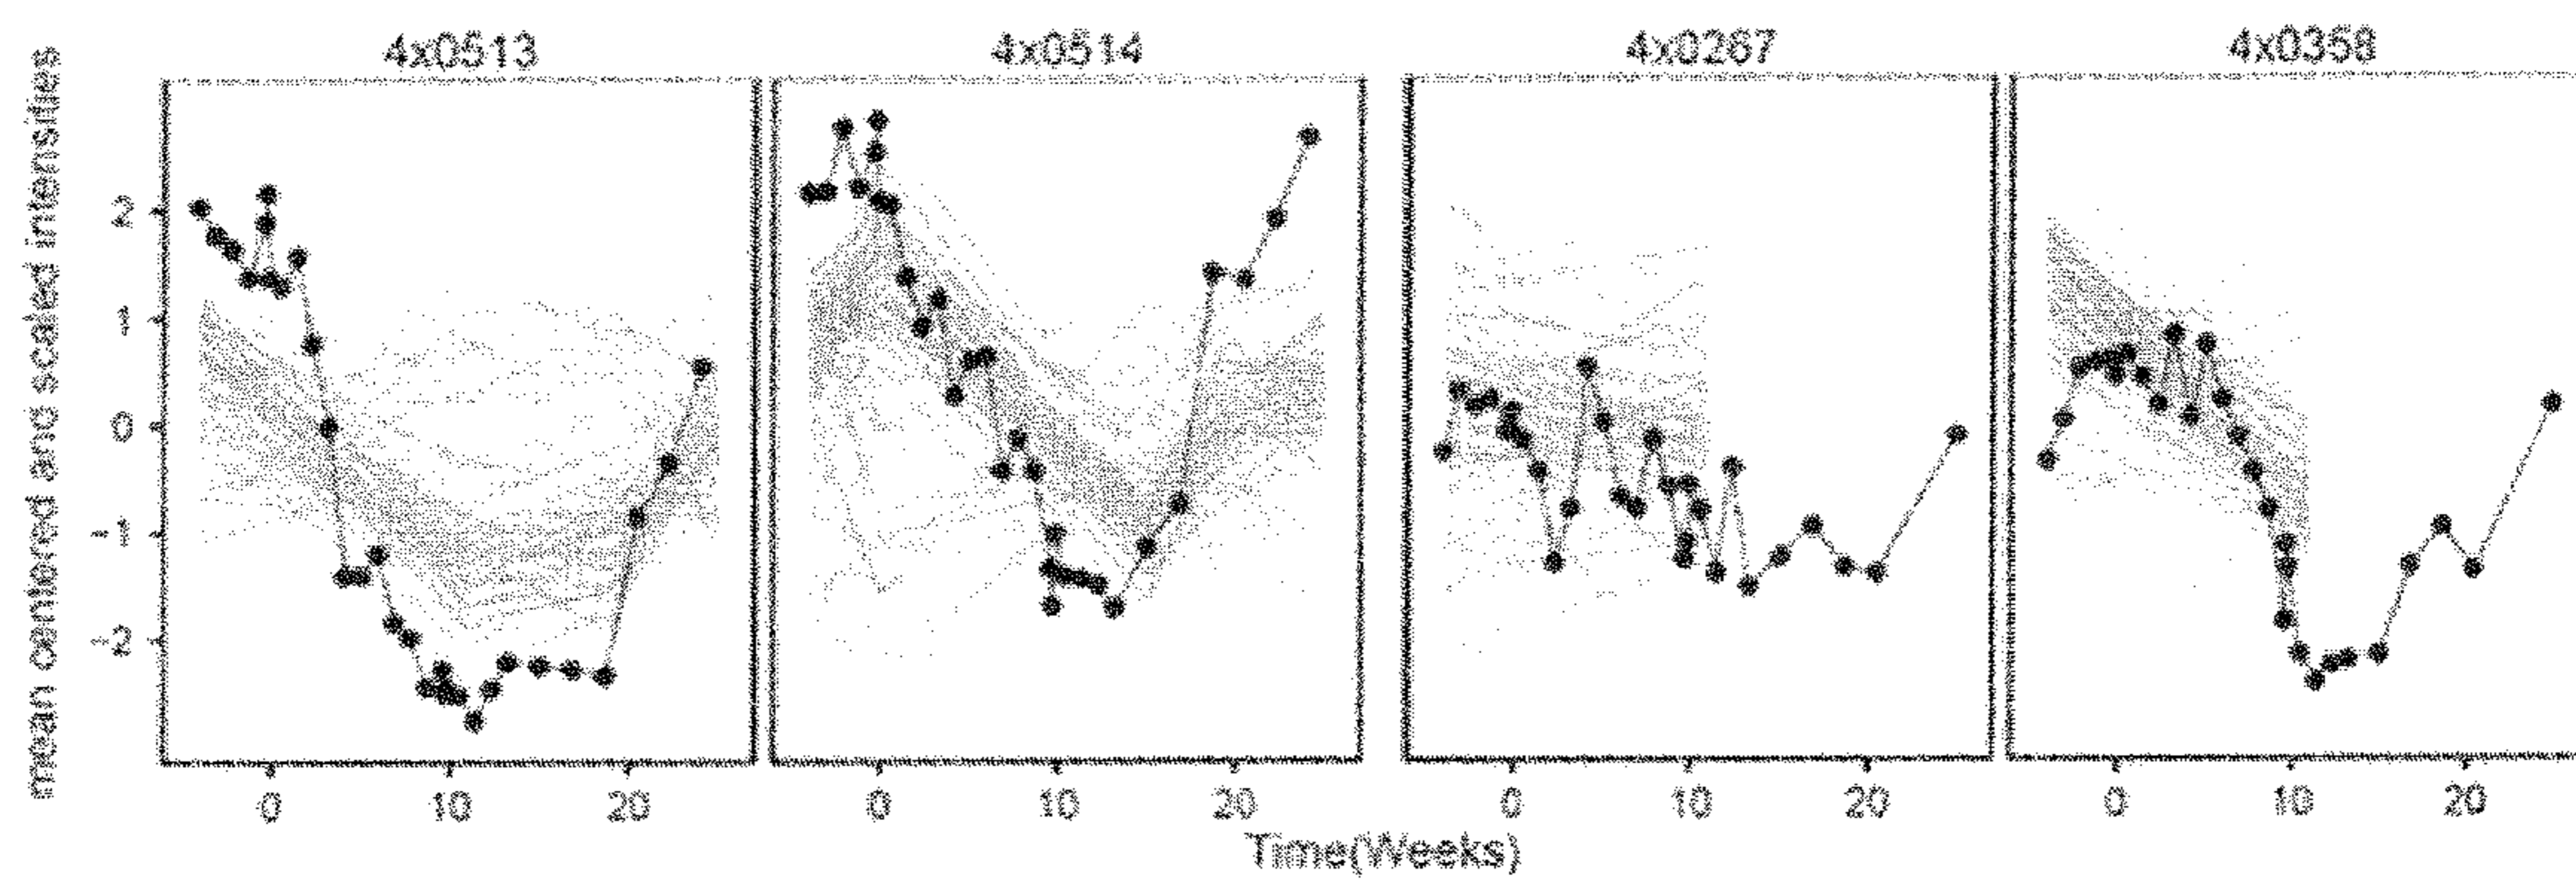 4x0513 4x0514 4x0267 4x0358
mean centered and scaled intensities
2
1
0
-1
-2
0 10 20 0 10 20 0 10 20 0 10 20
Time(Weeks)